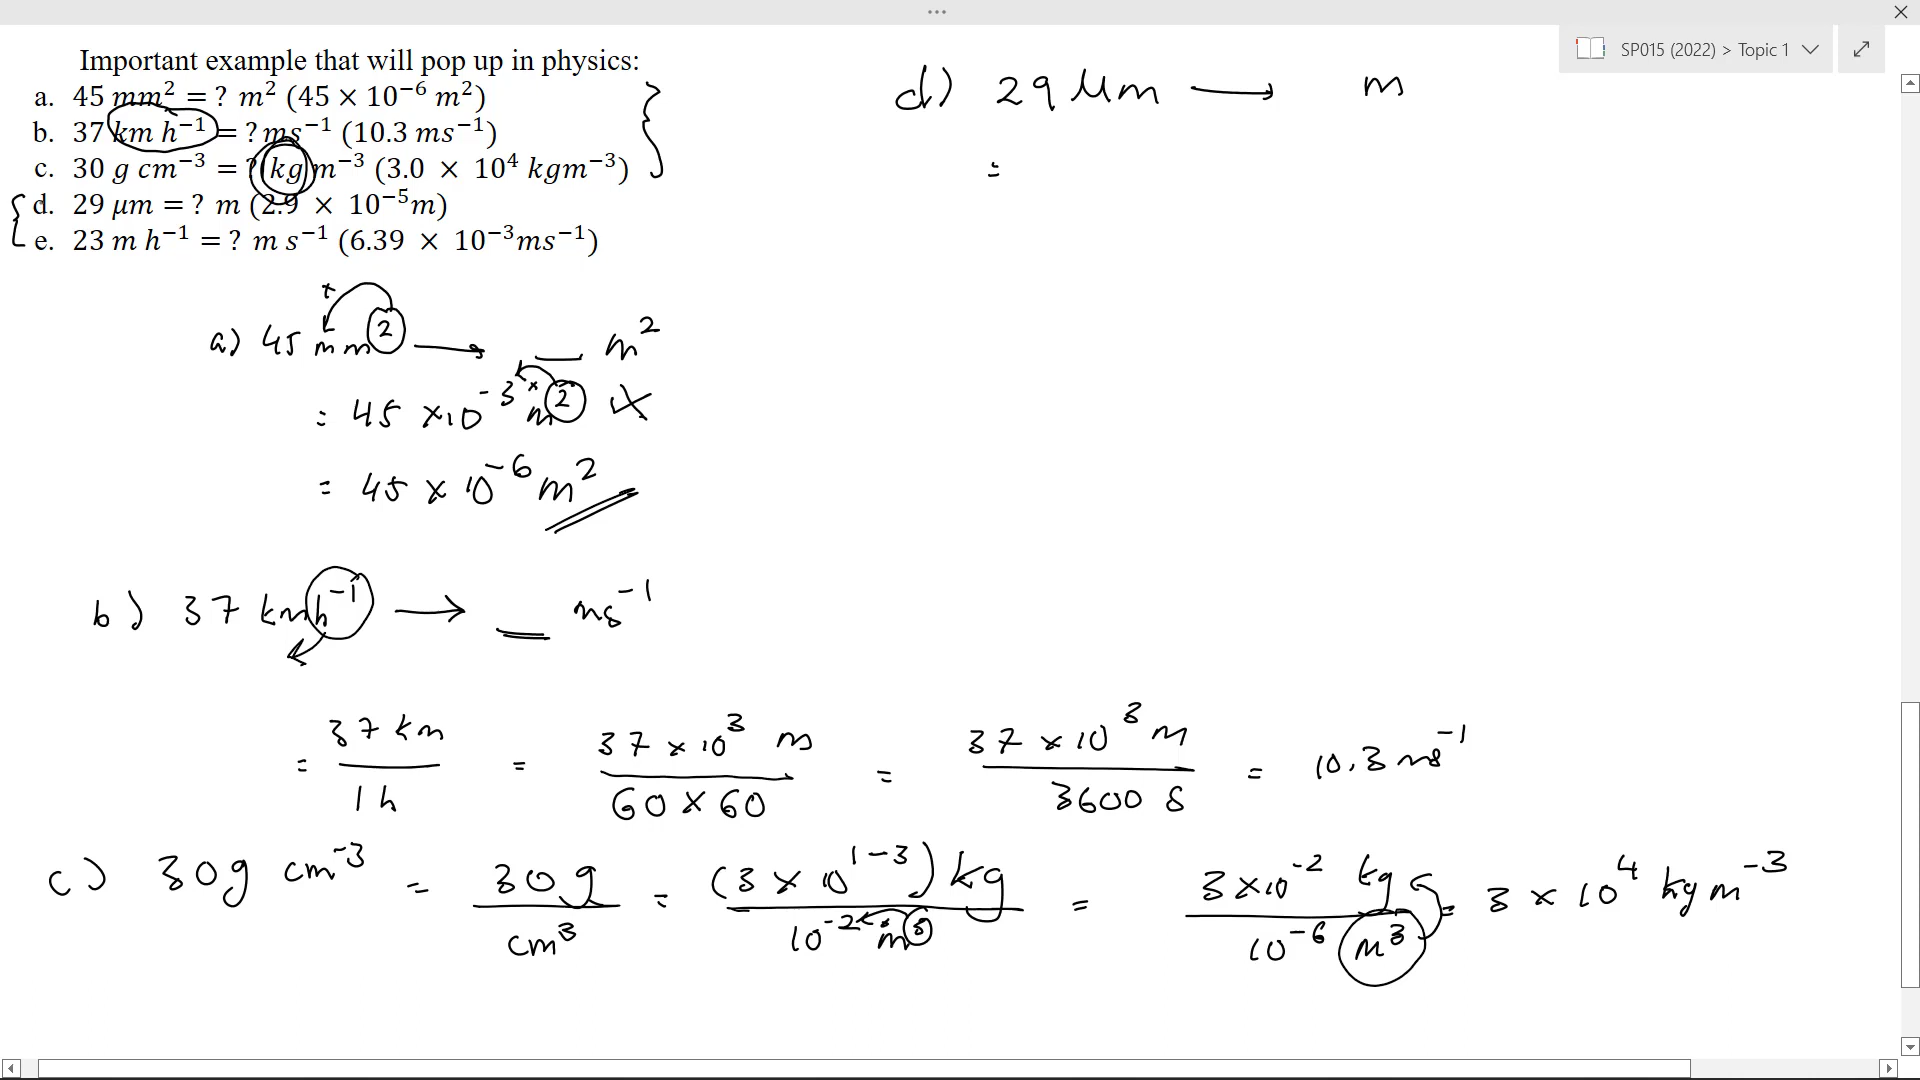 SP015 (2022) > Topic 1
Important example that will pop up in physics:
a. 45 mm² = ? m² (45 × 10⁻⁶ m²)
b. 37 km h⁻¹ = ? ms⁻¹ (10.3 ms⁻¹)
c. 30 g cm⁻³ = ? kg m⁻³ (3.0 × 10⁴ kgm⁻³)
d. 29 μm = ? m (2.9 × 10⁻⁵m)
e. 23 m h⁻¹ = ? m s⁻¹ (6.39 × 10⁻³ms⁻¹)
a) 45 mm² → __ m²
= 45 ×10⁻³ˣ m²
= 45 × 10⁻⁶ m²
b) 37 kmh⁻¹ → __ ms⁻¹
= 37 km / 1 h = 37 × 10³ m / 60 × 60 = 37 × 10³ m / 3600 s = 10.3 ms⁻¹
c) 30g cm⁻³ = 30 g / cm³ = (3 × 10¹⁻³) kg / 10⁻² m³ = 3 × 10⁻² kg / 10⁻⁶ m³ = 3 × 10⁴ kg m⁻³
d) 29 μm → m
=